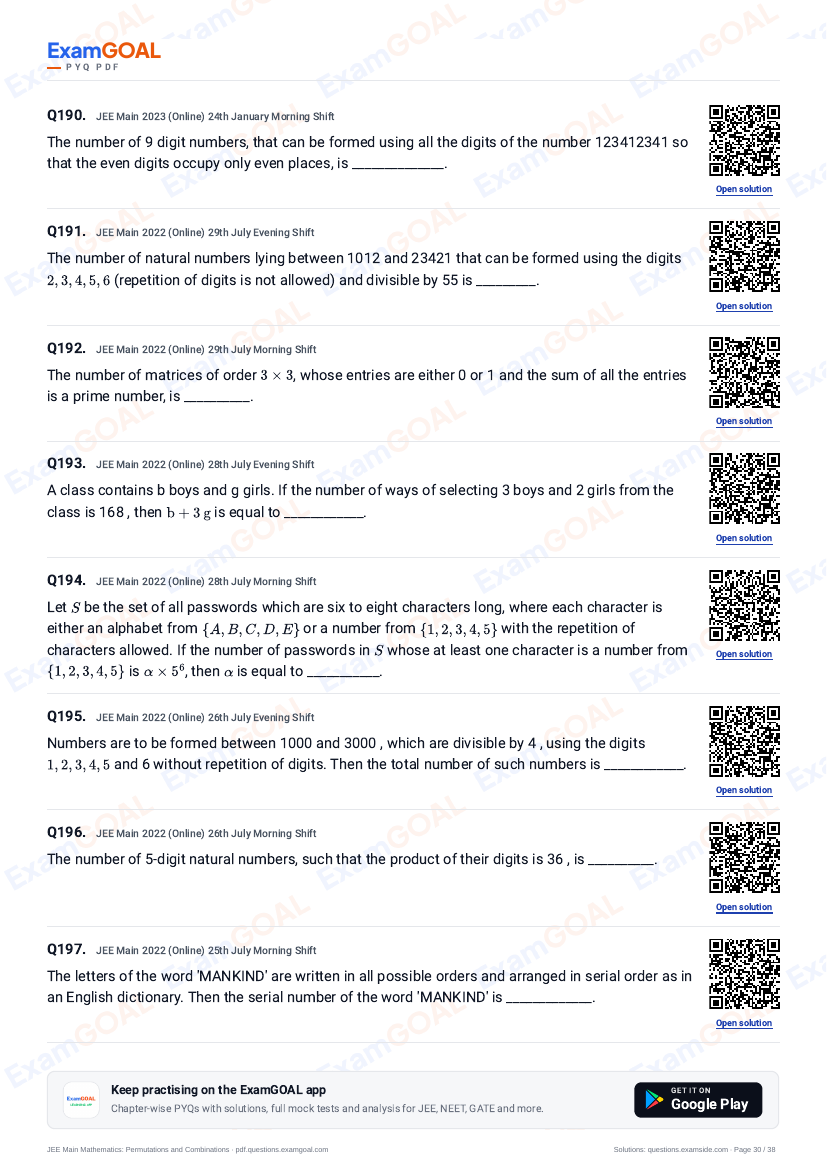 ExamGOAL
PYQ PDF
Q190. JEE Main 2023 (Online) 24th January Morning Shift
The number of 9 digit numbers, that can be formed using all the digits of the number 123412341 so
that the even digits occupy only even places, is ______________.
Open solution
Q191. JEE Main 2022 (Online) 29th July Evening Shift
The number of natural numbers lying between 1012 and 23421 that can be formed using the digits
2, 3, 4, 5, 6 (repetition of digits is not allowed) and divisible by 55 is _________.
Open solution
Q192. JEE Main 2022 (Online) 29th July Morning Shift
The number of matrices of order 3 × 3, whose entries are either 0 or 1 and the sum of all the entries
is a prime number, is __________.
Open solution
Q193. JEE Main 2022 (Online) 28th July Evening Shift
A class contains b boys and g girls. If the number of ways of selecting 3 boys and 2 girls from the
class is 168 , then b + 3 g is equal to ____________.
Open solution
Q194. JEE Main 2022 (Online) 28th July Morning Shift
Let S be the set of all passwords which are six to eight characters long, where each character is
either an alphabet from {A, B, C, D, E} or a number from {1, 2, 3, 4, 5} with the repetition of
characters allowed. If the number of passwords in S whose at least one character is a number from
{1, 2, 3, 4, 5} is α × 5⁶, then α is equal to ___________.
Open solution
Q195. JEE Main 2022 (Online) 26th July Evening Shift
Numbers are to be formed between 1000 and 3000 , which are divisible by 4 , using the digits
1, 2, 3, 4, 5 and 6 without repetition of digits. Then the total number of such numbers is ____________.
Open solution
Q196. JEE Main 2022 (Online) 26th July Morning Shift
The number of 5-digit natural numbers, such that the product of their digits is 36 , is __________.
Open solution
Q197. JEE Main 2022 (Online) 25th July Morning Shift
The letters of the word 'MANKIND' are written in all possible orders and arranged in serial order as in
an English dictionary. Then the serial number of the word 'MANKIND' is _____________.
Open solution
ExamGOAL
Keep practising on the ExamGOAL app
Chapter-wise PYQs with solutions, full mock tests and analysis for JEE, NEET, GATE and more.
GET IT ON
Google Play
JEE Main Mathematics: Permutations and Combinations · pdf.questions.examgoal.com
Solutions: questions.examside.com · Page 30 / 38